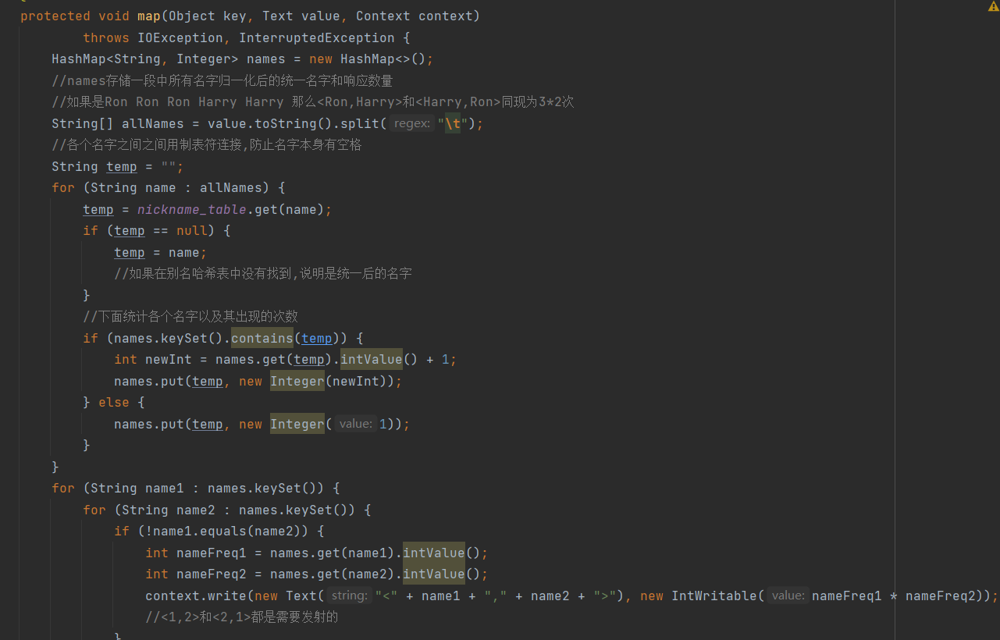 protected void map(Object key, Text value, Context context)
throws IOException, InterruptedException {
HashMap<String, Integer> names = new HashMap<>();
//names存储一段中所有名字归一化后的统一名字和响应数量
//如果是Ron Ron Ron Harry Harry 那么<Ron,Harry>和<Harry,Ron>同现为3*2次
String[] allNames = value.toString().split( regex: "\t");
//各个名字之间之间用制表符连接,防止名字本身有空格
String temp = "";
for (String name : allNames) {
temp = nickname_table.get(name);
if (temp == null) {
temp = name;
//如果在别名哈希表中没有找到,说明是统一后的名字
}
//下面统计各个名字以及其出现的次数
if (names.keySet().contains(temp)) {
int newInt = names.get(temp).intValue() + 1;
names.put(temp, new Integer(newInt));
} else {
names.put(temp, new Integer( value: 1));
}
}
for (String name1 : names.keySet()) {
for (String name2 : names.keySet()) {
if (!name1.equals(name2)) {
int nameFreq1 = names.get(name1).intValue();
int nameFreq2 = names.get(name2).intValue();
context.write(new Text( string: "<" + name1 + "," + name2 + ">"), new IntWritable( value: nameFreq1 * nameFreq2));
//<1,2>和<2,1>都是需要发射的
}